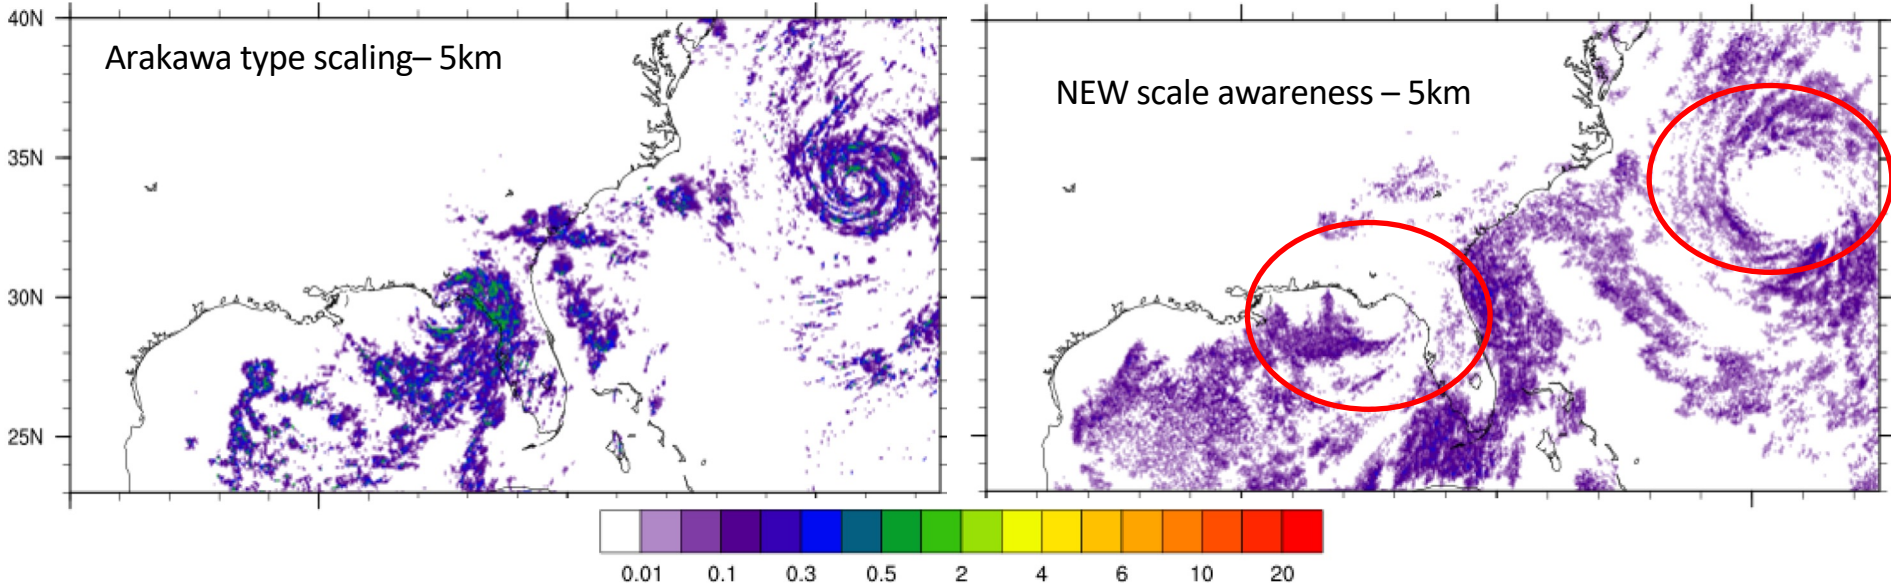 40N
Arakawa type scaling– 5km
NEW scale awareness – 5km
35N
30N
25N
0.01 0.1 0.3 0.5 2 4 6 10 20